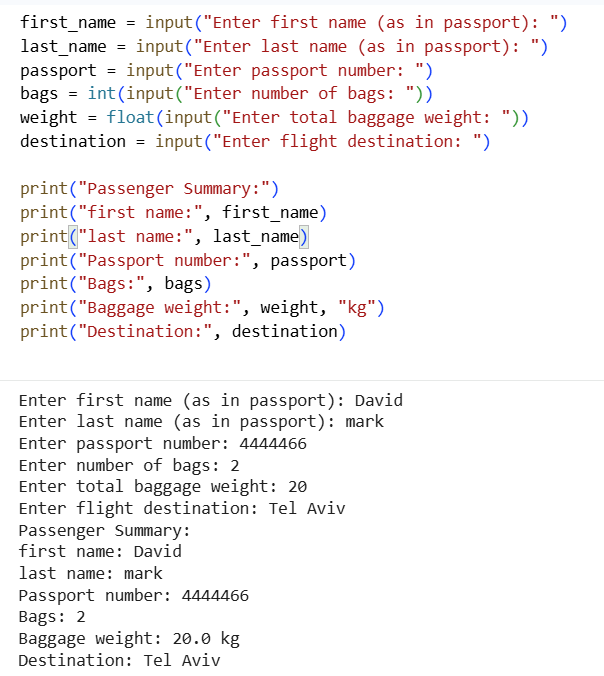 first_name = input("Enter first name (as in passport): ")
last_name = input("Enter last name (as in passport): ")
passport = input("Enter passport number: ")
bags = int(input("Enter number of bags: "))
weight = float(input("Enter total baggage weight: "))
destination = input("Enter flight destination: ")
print("Passenger Summary:")
print("first name:", first_name)
print("last name:", last_name)
print("Passport number:", passport)
print("Bags:", bags)
print("Baggage weight:", weight, "kg")
print("Destination:", destination)
Enter first name (as in passport): David
Enter last name (as in passport): mark
Enter passport number: 4444466
Enter number of bags: 2
Enter total baggage weight: 20
Enter flight destination: Tel Aviv
Passenger Summary:
first name: David
last name: mark
Passport number: 4444466
Bags: 2
Baggage weight: 20.0 kg
Destination: Tel Aviv